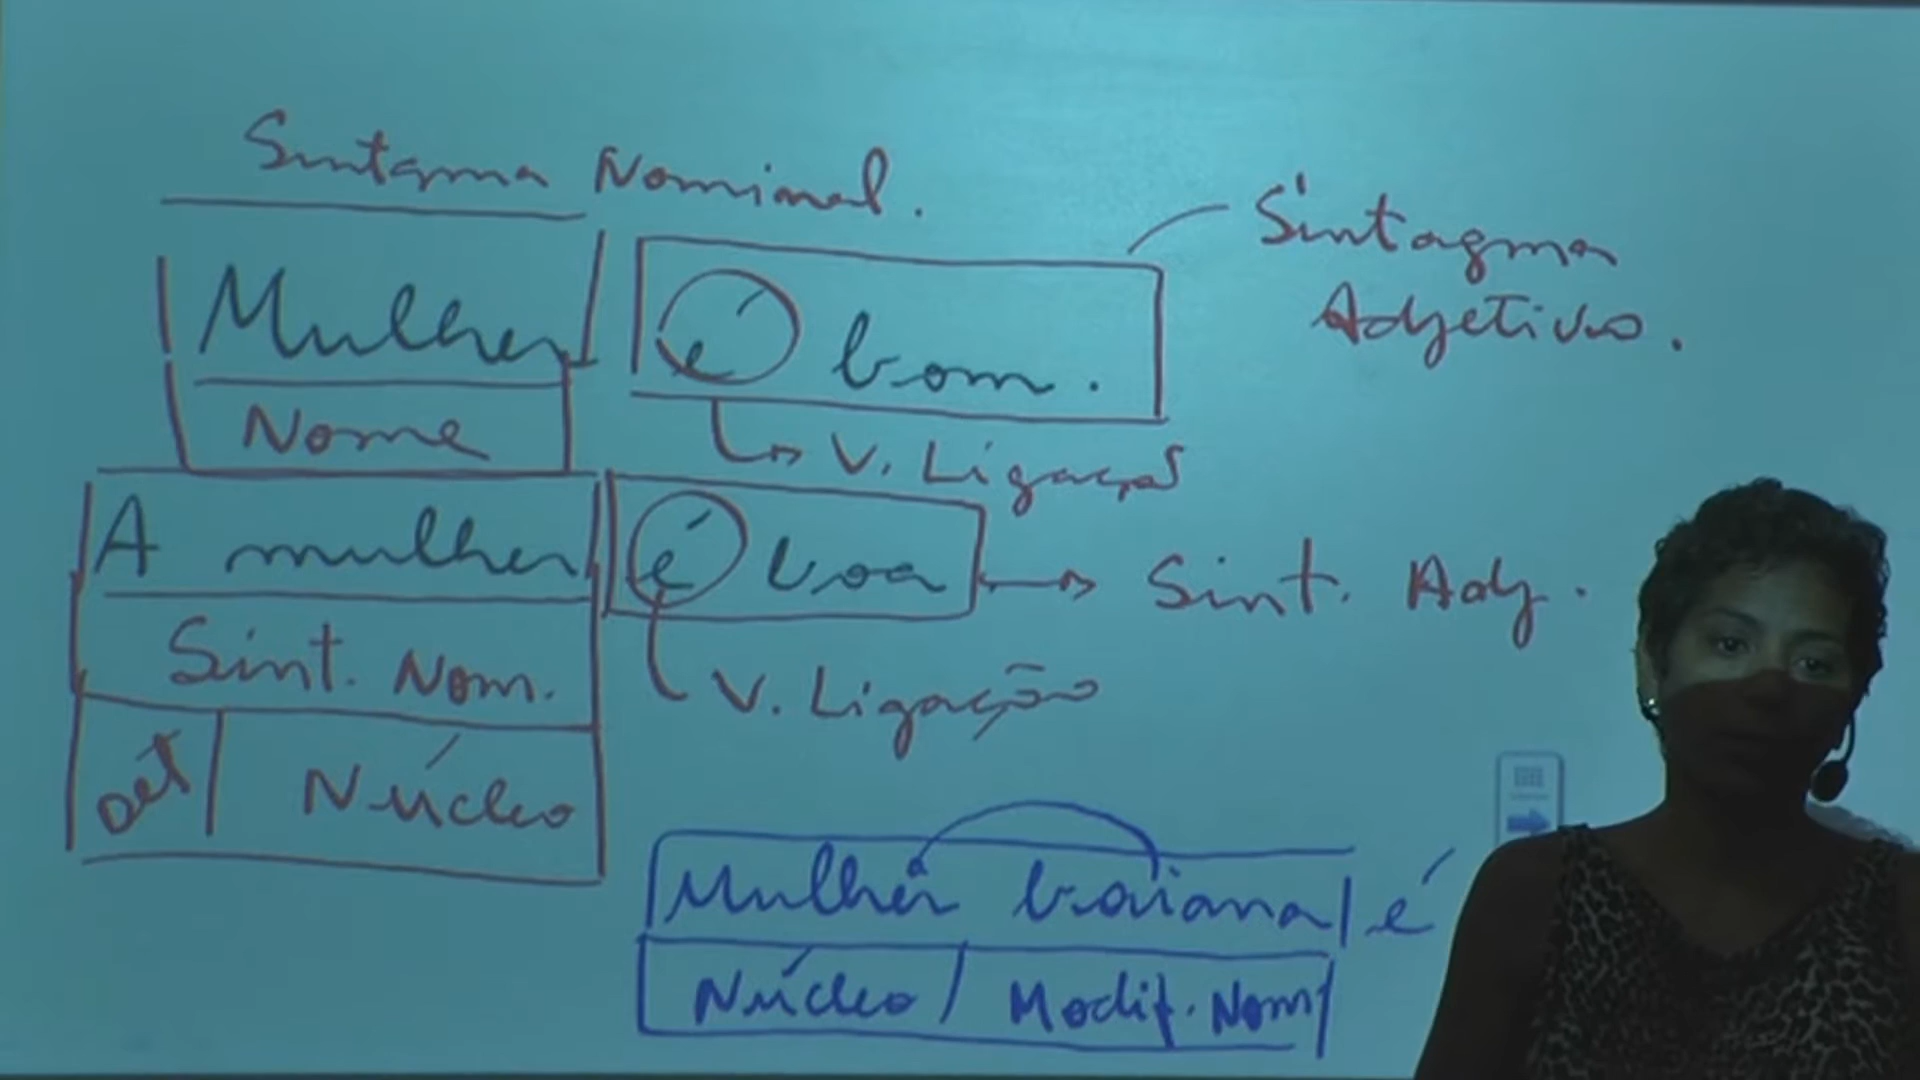 Sintagma Nominal.
Sintagma
Adjetivo.
Mulher é bom.
Nome
V. Ligação
A mulher é boa → Sint. Adj.
Sint. Nom.
V. Ligação
Det Núcleo
Mulher baiana é
Núcleo / Modif. Nom